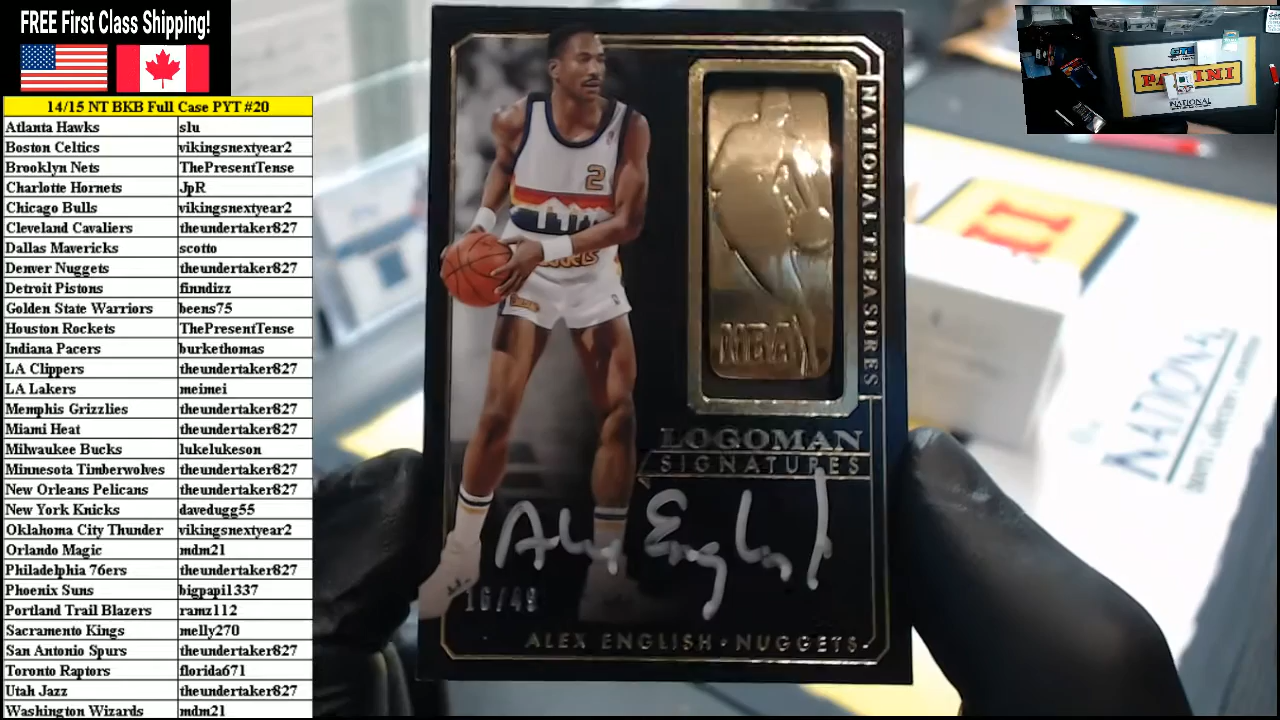 FREE First Class Shipping!
14/15 NT BKB Full Case PYT #20
Atlanta Hawks slu
Boston Celtics vikingsnextyear2
Brooklyn Nets ThePresentTense
Charlotte Hornets JpR
Chicago Bulls vikingsnextyear2
Cleveland Cavaliers theundertaker827
Dallas Mavericks scotto
Denver Nuggets theundertaker827
Detroit Pistons finndizz
Golden State Warriors beens75
Houston Rockets ThePresentTense
Indiana Pacers burkethomas
LA Clippers theundertaker827
LA Lakers meimei
Memphis Grizzlies theundertaker827
Miami Heat theundertaker827
Milwaukee Bucks lukelukeson
Minnesota Timberwolves theundertaker827
New Orleans Pelicans theundertaker827
New York Knicks davedugg55
Oklahoma City Thunder vikingsnextyear2
Orlando Magic mdm21
Philadelphia 76ers theundertaker827
Phoenix Suns bigpapi1337
Portland Trail Blazers ramz112
Sacramento Kings melly270
San Antonio Spurs theundertaker827
Toronto Raptors florida671
Utah Jazz theundertaker827
Washington Wizards mdm21
2
NBA
NATIONAL TREASURES
LOGOMAN
SIGNATURES
Alex English
16/49
ALEX ENGLISH · NUGGETS
PANINI
NATIONAL
NATIONAL